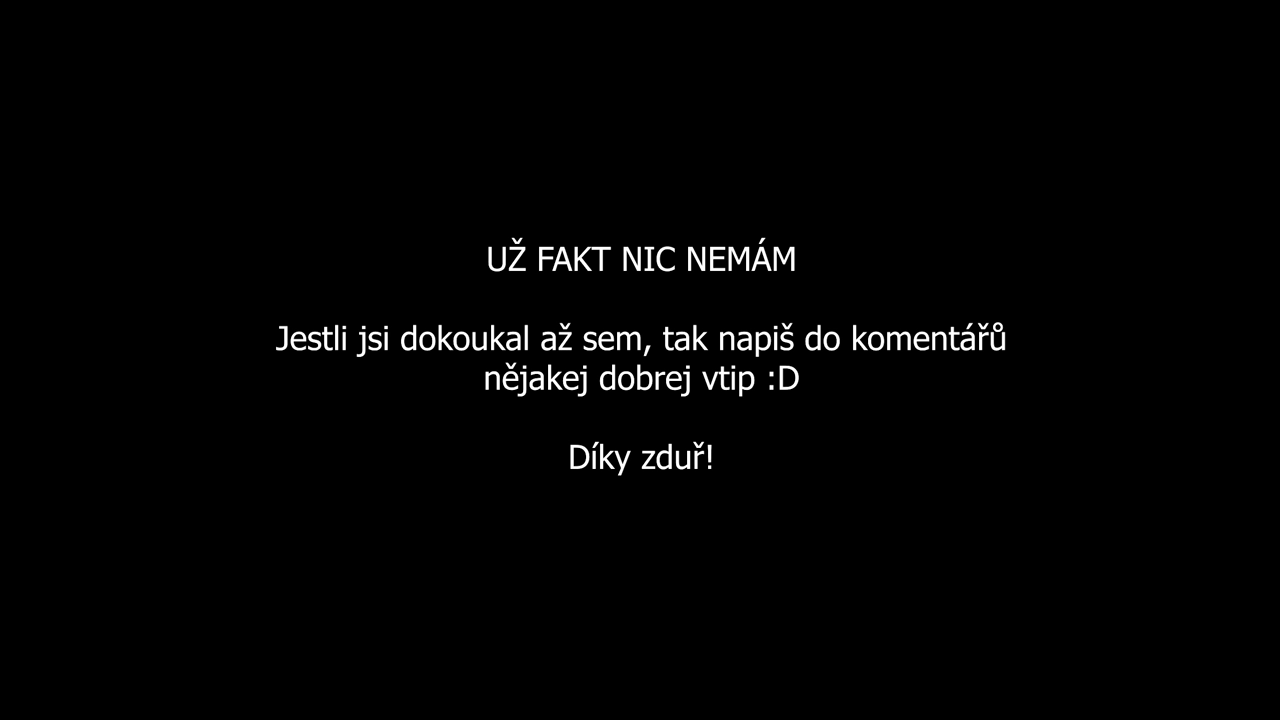 UŽ FAKT NIC NEMÁM
Jestli jsi dokoukal až sem, tak napiš do komentářů
nějakej dobrej vtip :D
Díky zduř!